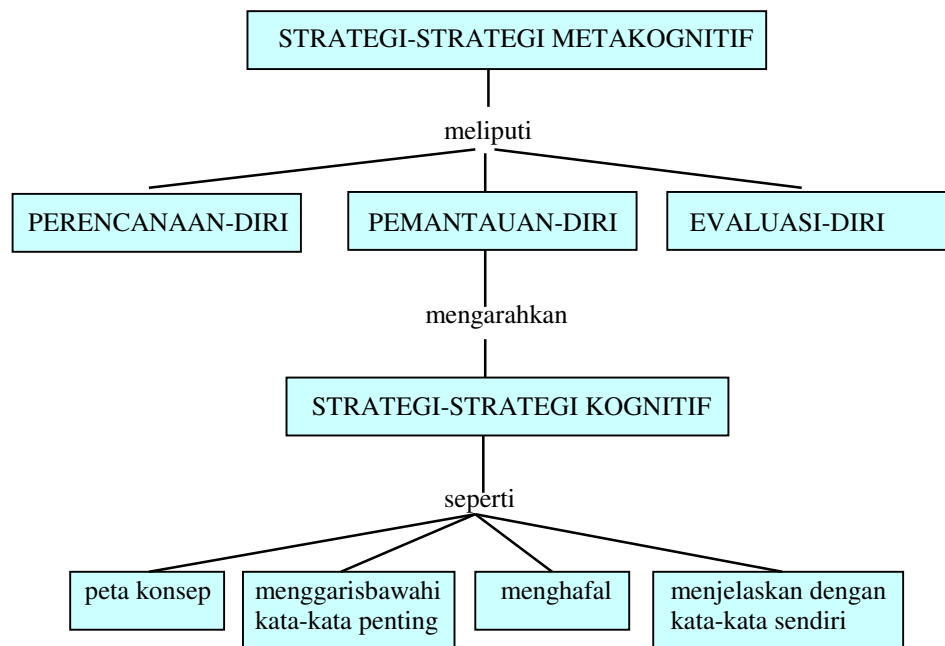 STRATEGI-STRATEGI METAKOGNITIF
meliputi
PERENCANAAN-DIRI
PEMANTAUAN-DIRI
EVALUASI-DIRI
mengarahkan
STRATEGI-STRATEGI KOGNITIF
seperti
peta konsep
menggarisbawahi
kata-kata penting
menghafal
menjelaskan dengan
kata-kata sendiri